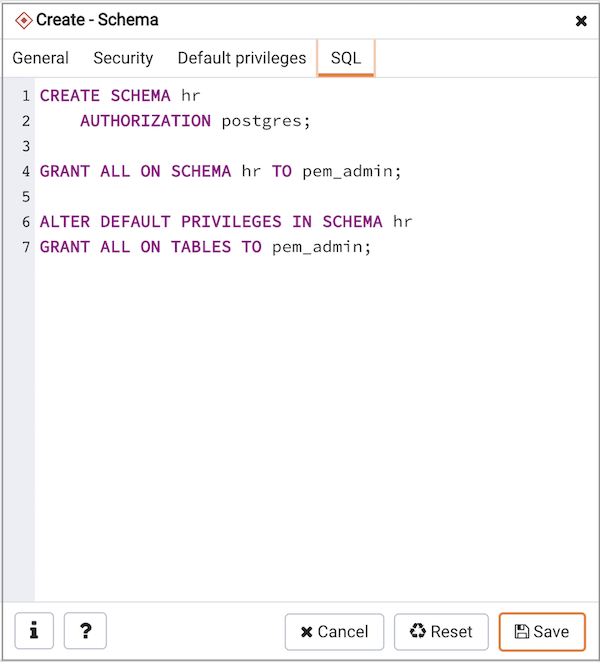 Create - Schema
General Security Default privileges SQL
1 CREATE SCHEMA hr
2     AUTHORIZATION postgres;
3
4 GRANT ALL ON SCHEMA hr TO pem_admin;
5
6 ALTER DEFAULT PRIVILEGES IN SCHEMA hr
7 GRANT ALL ON TABLES TO pem_admin;
i ? Cancel Reset Save